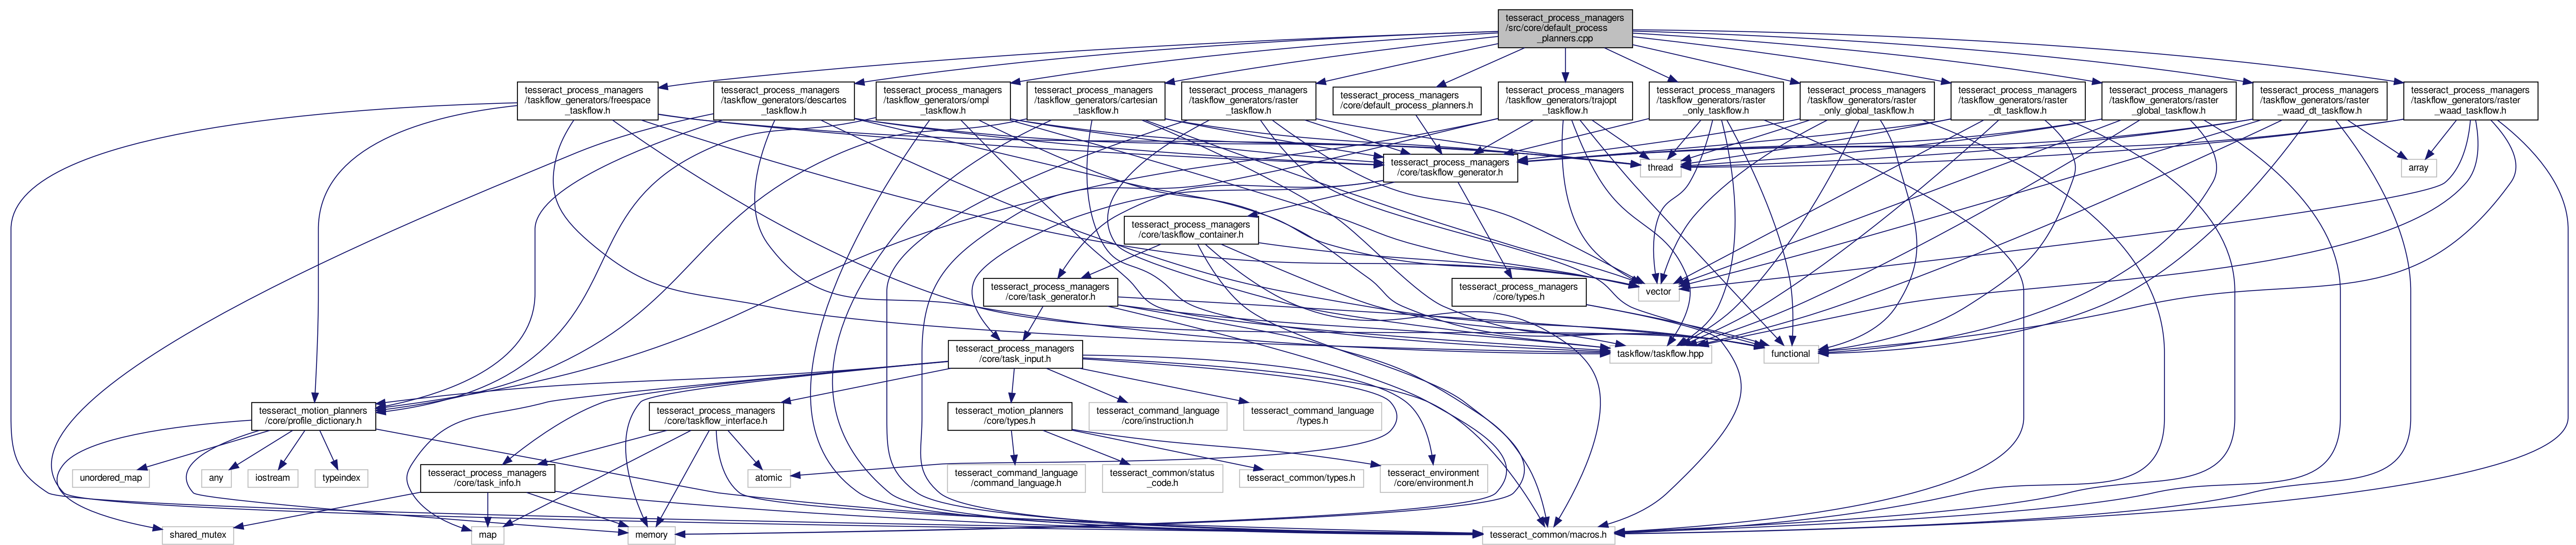 tesseract_process_managers
/src/core/default_process
_planners.cpp
tesseract_process_managers
/taskflow_generators/freespace
_taskflow.h
tesseract_process_managers
/taskflow_generators/descartes
_taskflow.h
tesseract_process_managers
/taskflow_generators/ompl
_taskflow.h
tesseract_process_managers
/taskflow_generators/cartesian
_taskflow.h
tesseract_process_managers
/taskflow_generators/raster
_taskflow.h
tesseract_process_managers
/core/default_process_planners.h
tesseract_process_managers
/taskflow_generators/trajopt
_taskflow.h
tesseract_process_managers
/taskflow_generators/raster
_only_taskflow.h
tesseract_process_managers
/taskflow_generators/raster
_only_global_taskflow.h
tesseract_process_managers
/taskflow_generators/raster
_dt_taskflow.h
tesseract_process_managers
/taskflow_generators/raster
_global_taskflow.h
tesseract_process_managers
/taskflow_generators/raster
_waad_dt_taskflow.h
tesseract_process_managers
/taskflow_generators/raster
_waad_taskflow.h
tesseract_process_managers
/core/taskflow_generator.h
thread
array
tesseract_process_managers
/core/taskflow_container.h
tesseract_process_managers
/core/task_generator.h
tesseract_process_managers
/core/types.h
vector
tesseract_process_managers
/core/task_input.h
taskflow/taskflow.hpp
functional
tesseract_motion_planners
/core/profile_dictionary.h
tesseract_process_managers
/core/taskflow_interface.h
tesseract_motion_planners
/core/types.h
tesseract_command_language
/core/instruction.h
tesseract_command_language
/types.h
unordered_map
any
iostream
typeindex
tesseract_process_managers
/core/task_info.h
atomic
tesseract_command_language
/command_language.h
tesseract_common/status
_code.h
tesseract_common/types.h
tesseract_environment
/core/environment.h
shared_mutex
map
memory
tesseract_common/macros.h